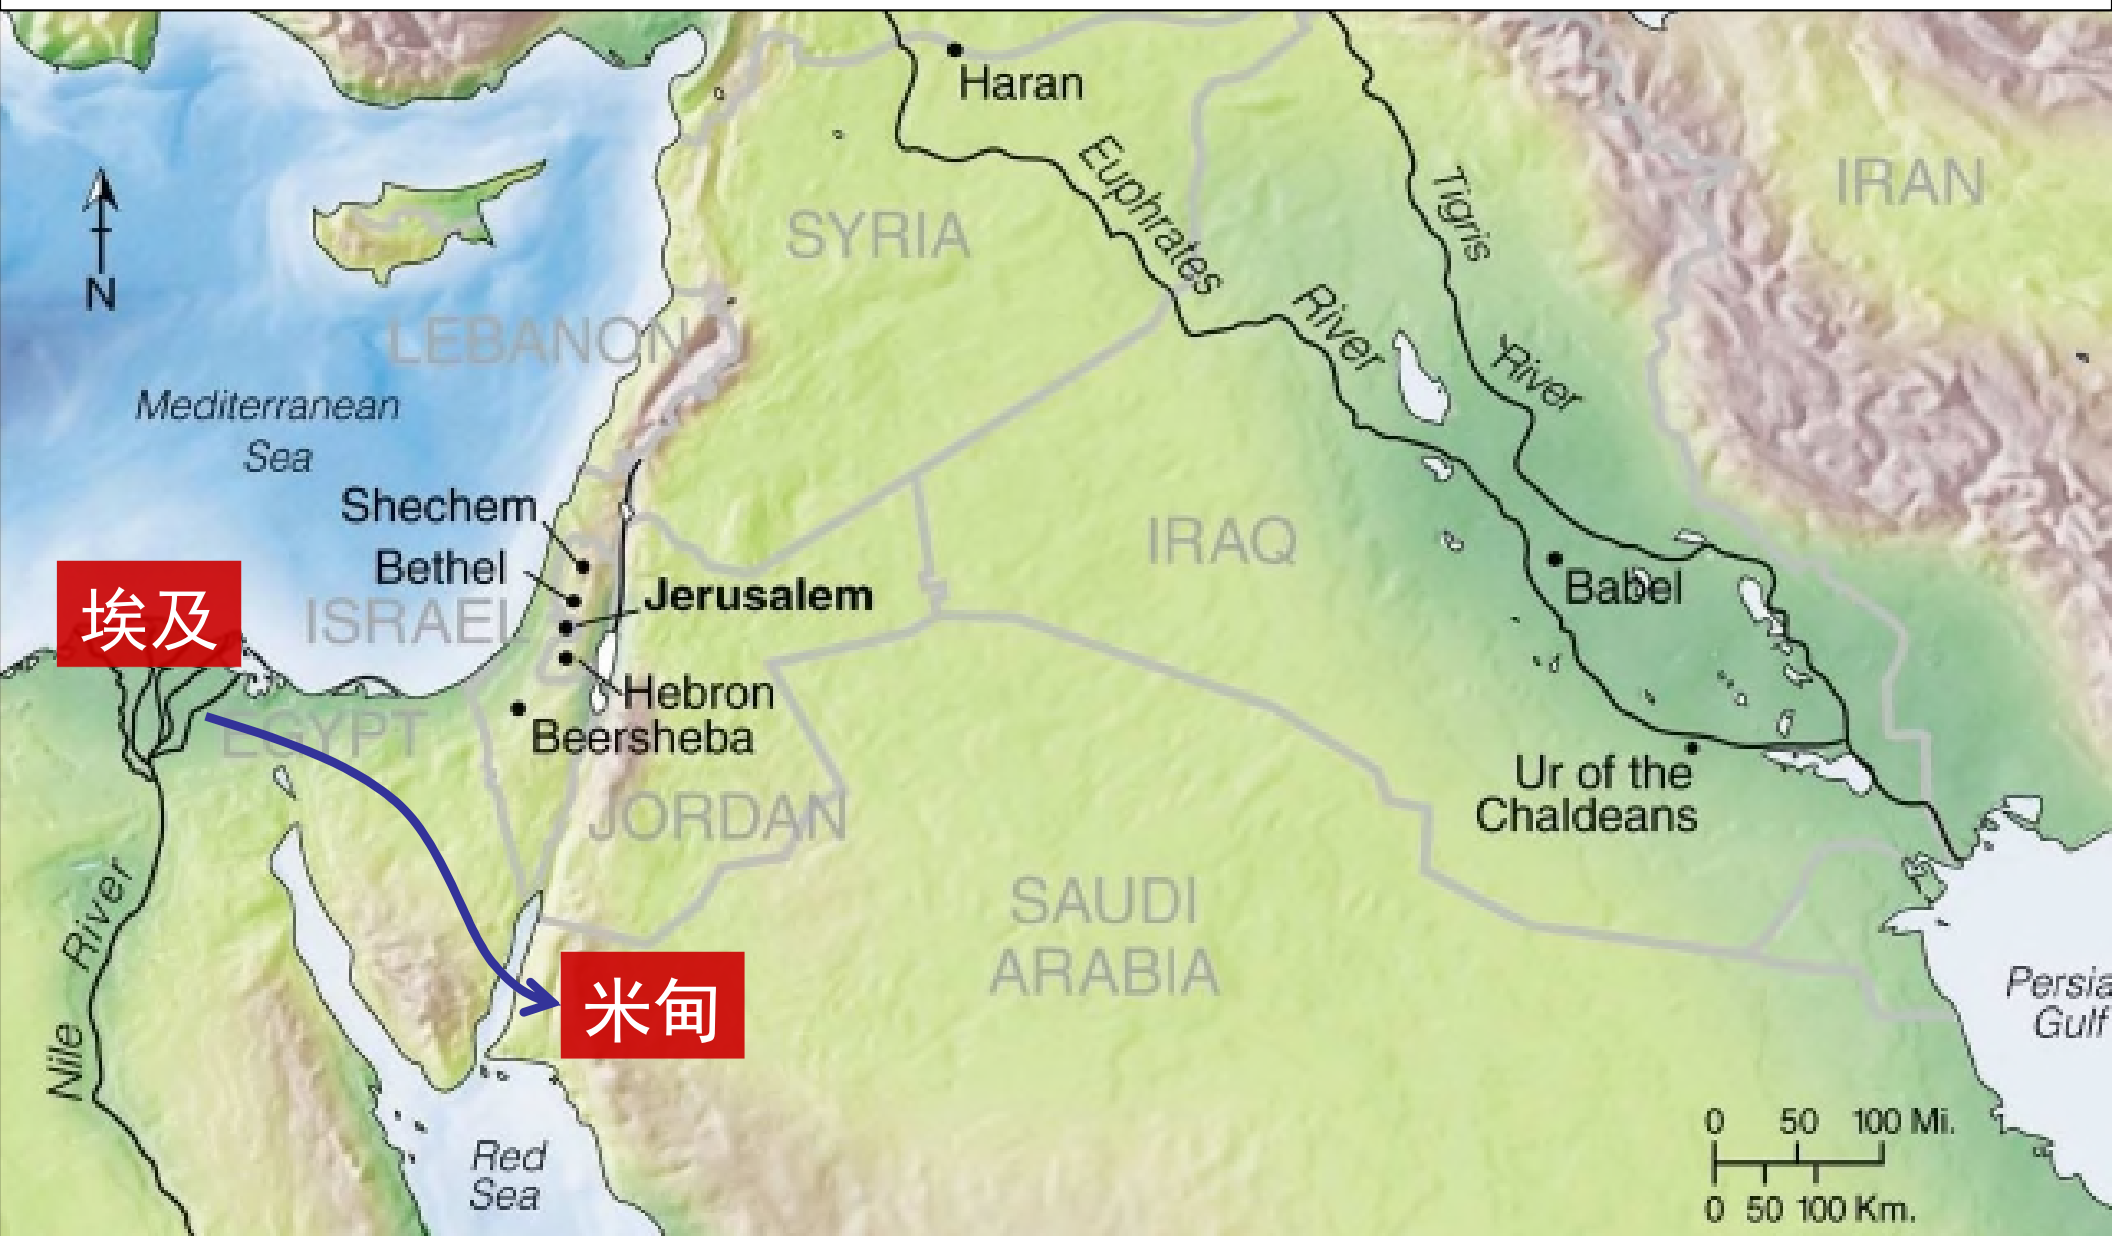 Haran
Euphrates
River
Tigris
River
IRAN
SYRIA
N
LEBANON
Mediterranean
Sea
Shechem
Bethel
ISRAEL
Jerusalem
Hebron
Beersheba
埃及
EGYPT
JORDAN
IRAQ
Babel
Ur of the
Chaldeans
SAUDI
ARABIA
Nile River
米甸
Red
Sea
Persia
Gulf
0 50 100 Mi.
0 50 100 Km.